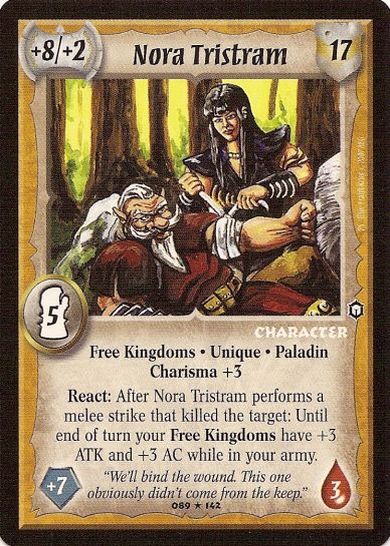 +8/+2
Nora Tristram
17
5
CHARACTER
Free Kingdoms • Unique • Paladin
Charisma +3
React: After Nora Tristram performs a
melee strike that killed the target: Until
end of turn your Free Kingdoms have +3
ATK and +3 AC while in your army.
+7
"We'll bind the wound. This one
obviously didn't come from the keep."
3
089 ★ 142